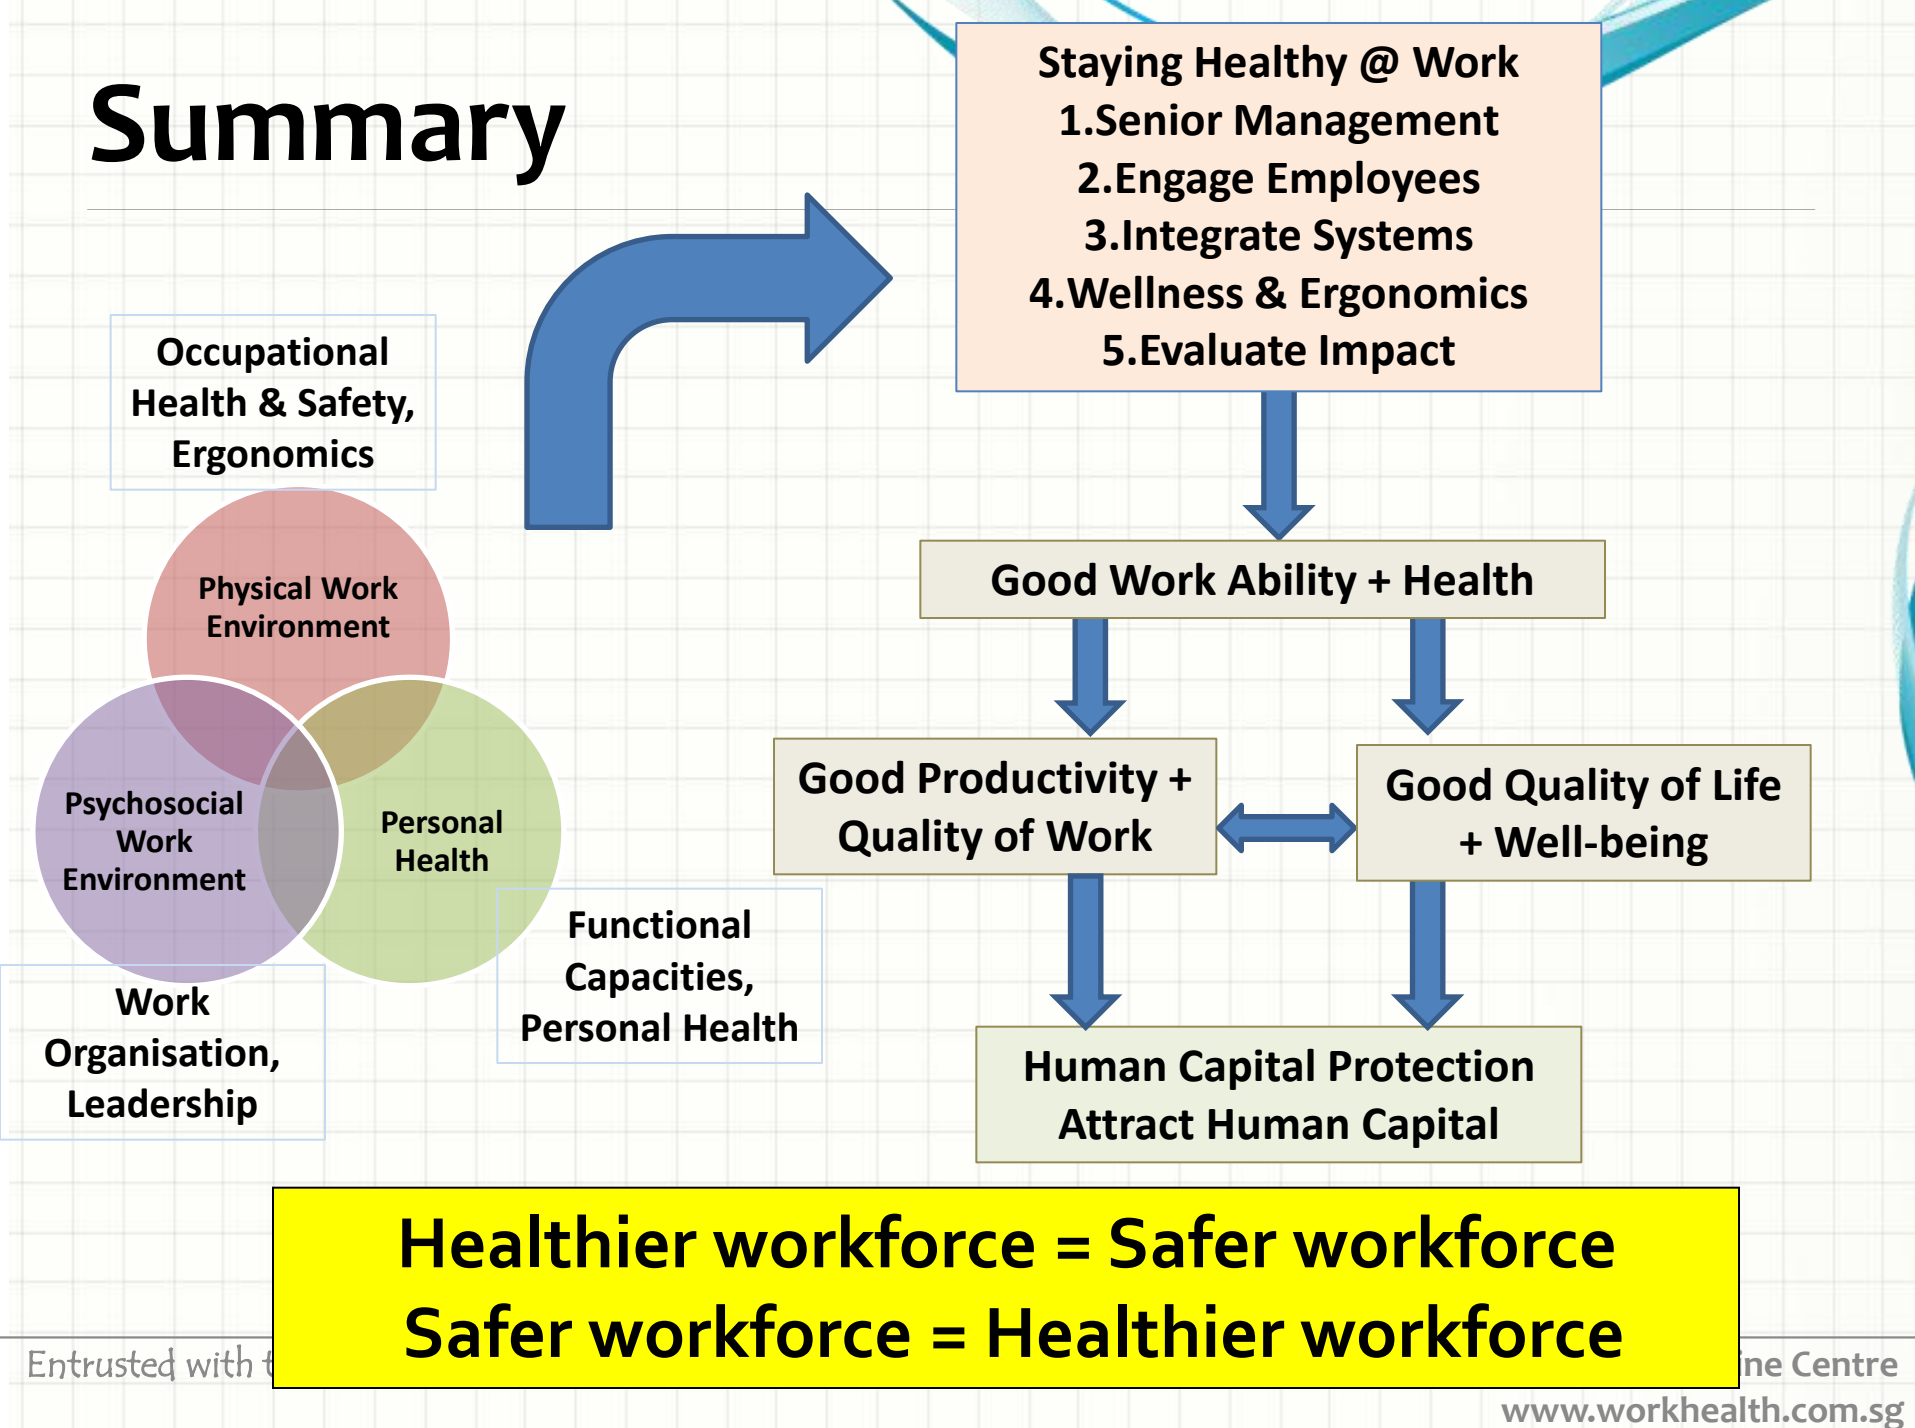 Summary
Staying Healthy @ Work
1.Senior Management
2.Engage Employees
3.Integrate Systems
4.Wellness & Ergonomics
5.Evaluate Impact
Occupational
Health & Safety,
Ergonomics
Physical Work
Environment
Psychosocial
Work
Environment
Personal
Health
Functional
Capacities,
Personal Health
Work
Organisation,
Leadership
Good Work Ability + Health
Good Productivity +
Quality of Work
Good Quality of Life
+ Well-being
Human Capital Protection
Attract Human Capital
Healthier workforce = Safer workforce
Safer workforce = Healthier workforce
Entrusted with
Centre
www.workhealth.com.sg